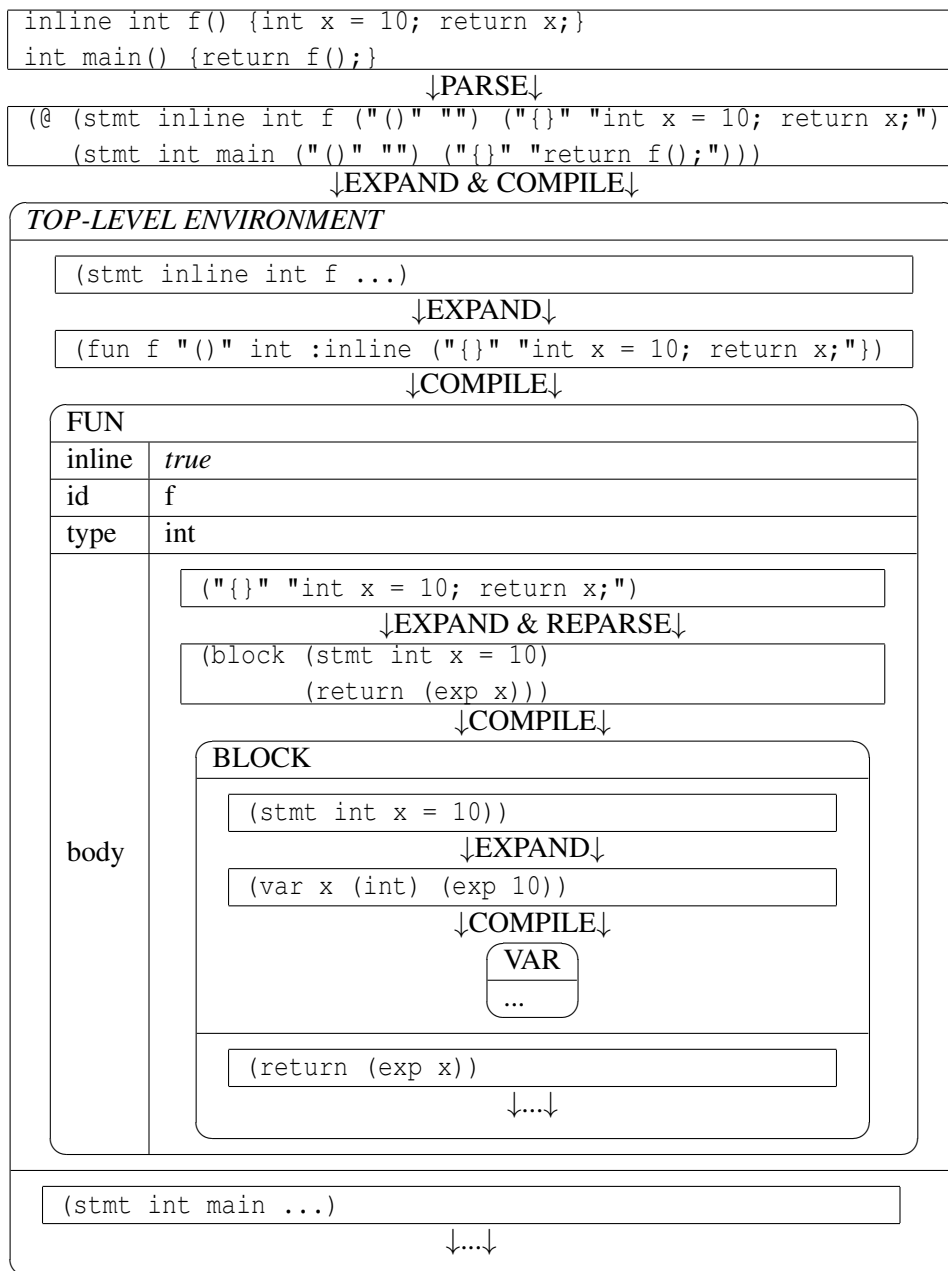 inline int f() {int x = 10; return x;}
int main() {return f();}
↓PARSE↓
(@ (stmt inline int f ("()" "") ("{}" "int x = 10; return x;")
(stmt int main ("()" "") ("{}" "return f();")))
↓EXPAND & COMPILE↓
TOP-LEVEL ENVIRONMENT
(stmt inline int f ...)
↓EXPAND↓
(fun f "()" int :inline ("{}" "int x = 10; return x;"})
↓COMPILE↓
FUN
inline true
id f
type int
("{}" "int x = 10; return x;")
↓EXPAND & REPARSE↓
(block (stmt int x = 10)
(return (exp x)))
↓COMPILE↓
BLOCK
(stmt int x = 10))
↓EXPAND↓
body
(var x (int) (exp 10))
↓COMPILE↓
VAR
...
(return (exp x))
↓...↓
(stmt int main ...)
↓...↓